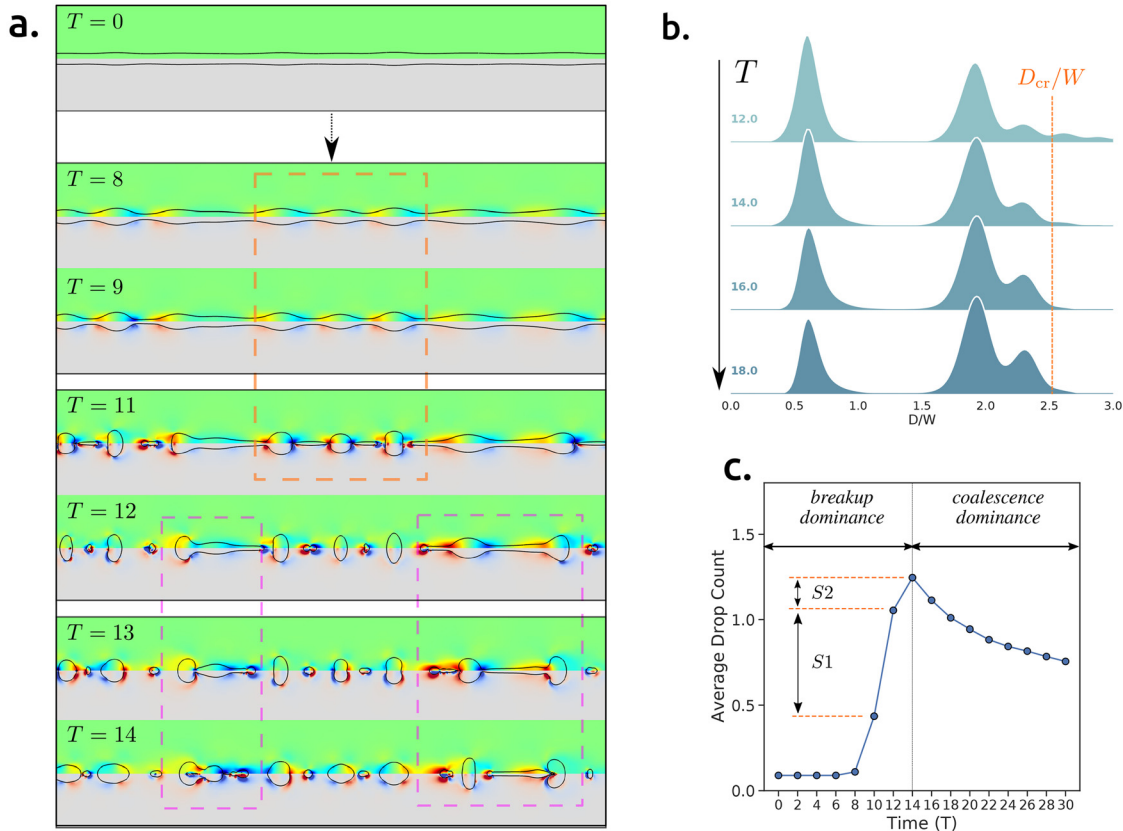 a.
T = 0
T = 8
T = 9
T = 11
T = 12
T = 13
T = 14
b.
T
D_cr/W
12.0
14.0
16.0
18.0
0.0 0.5 1.0 1.5 2.0 2.5 3.0
D/W
c.
breakup dominance
coalescence dominance
Average Drop Count
1.5
1.0
0.5
0.0
S2
S1
0 2 4 6 8 10 12 14 16 18 20 22 24 26 28 30
Time (T)